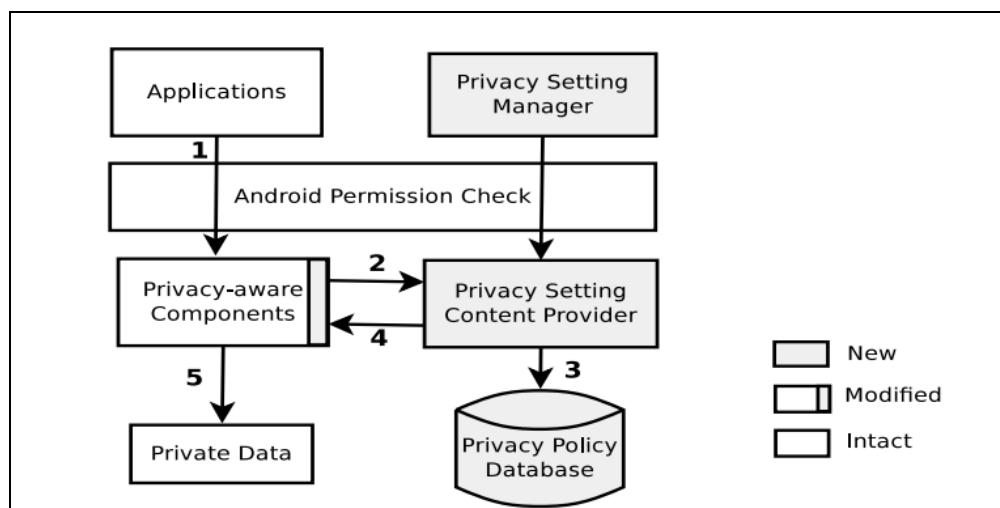 Applications
Privacy Setting
Manager
1
Android Permission Check
Privacy-aware
Components
2
4
Privacy Setting
Content Provider
5
3
Private Data
Privacy Policy
Database
New
Modified
Intact